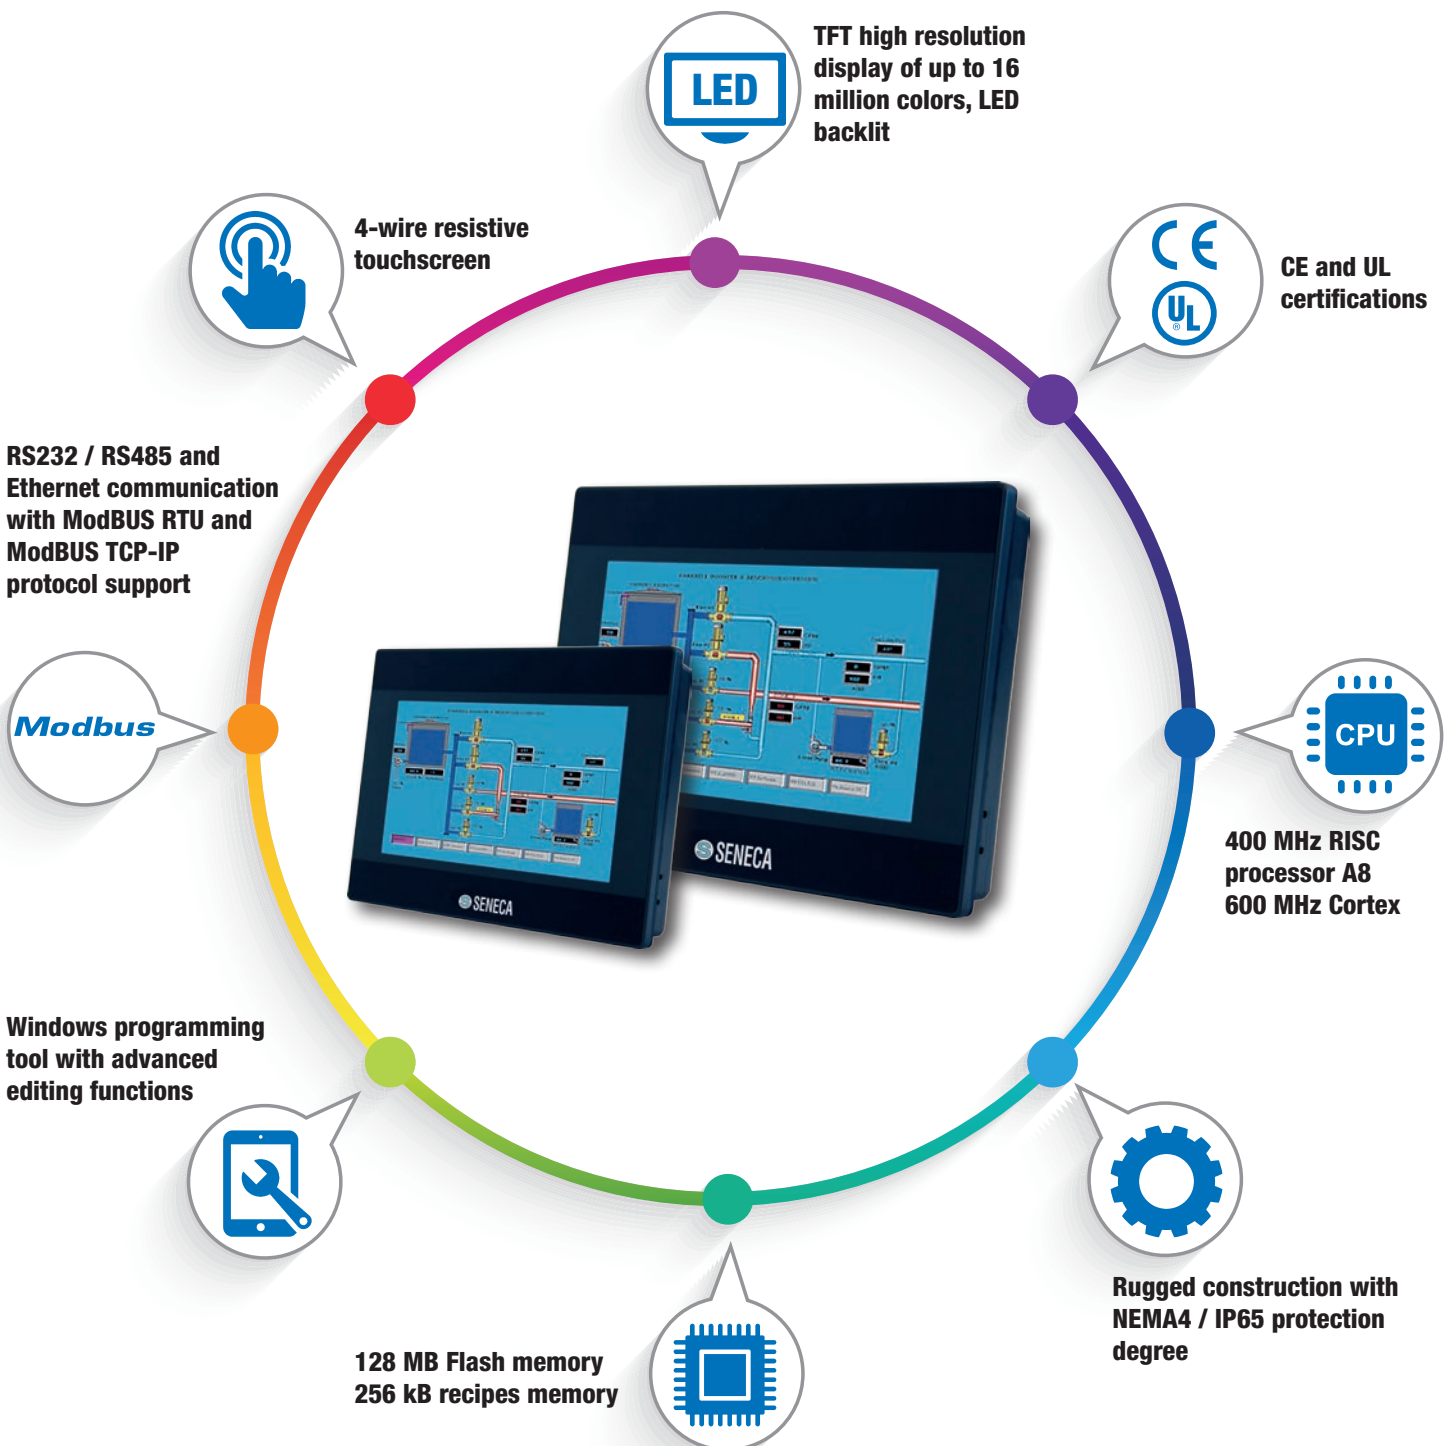 LED
TFT high resolution
display of up to 16
million colors, LED
backlit
4-wire resistive
touchscreen
CE
UL
®
CE and UL
certifications
RS232 / RS485 and
Ethernet communication
with ModBUS RTU and
ModBUS TCP-IP
protocol support
Modbus
CPU
400 MHz RISC
processor A8
600 MHz Cortex
S SENECA
S SENECA
Windows programming
tool with advanced
editing functions
Rugged construction with
NEMA4 / IP65 protection
degree
128 MB Flash memory
256 kB recipes memory